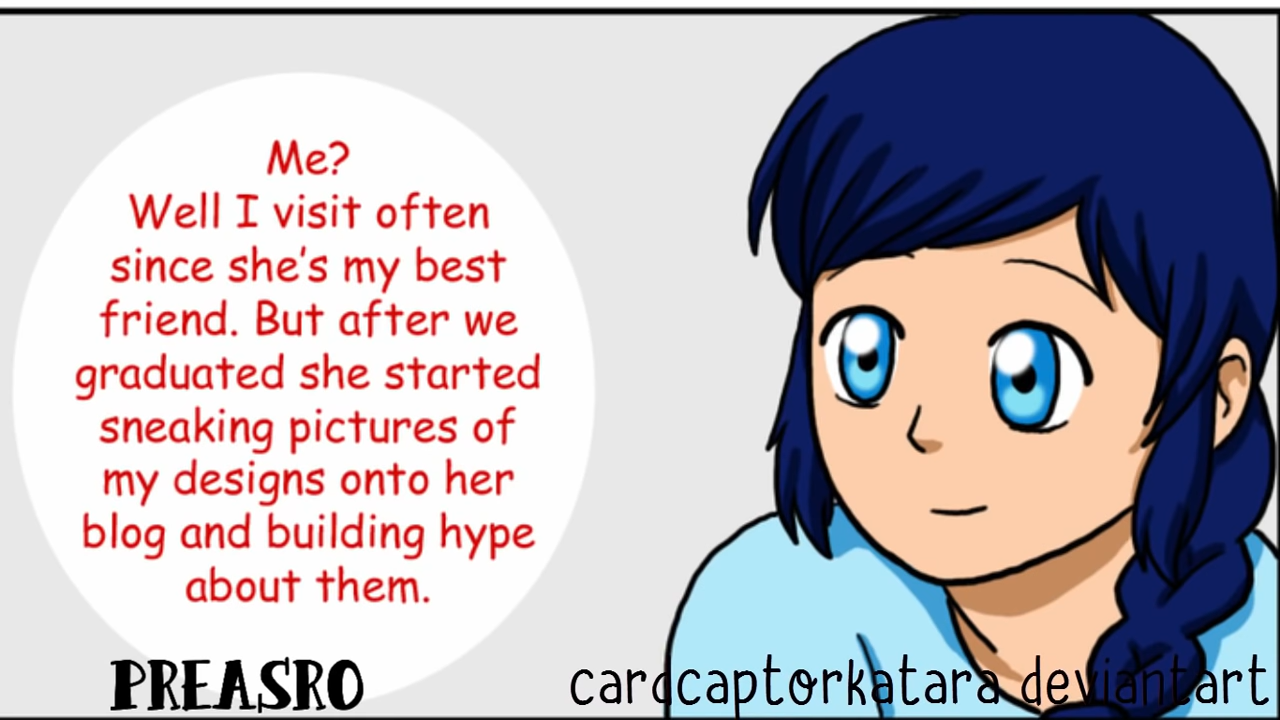 Me?
Well I visit often
since she's my best
friend. But after we
graduated she started
sneaking pictures of
my designs onto her
blog and building hype
about them.
PREASRO
cardcaptorkatara deviantart